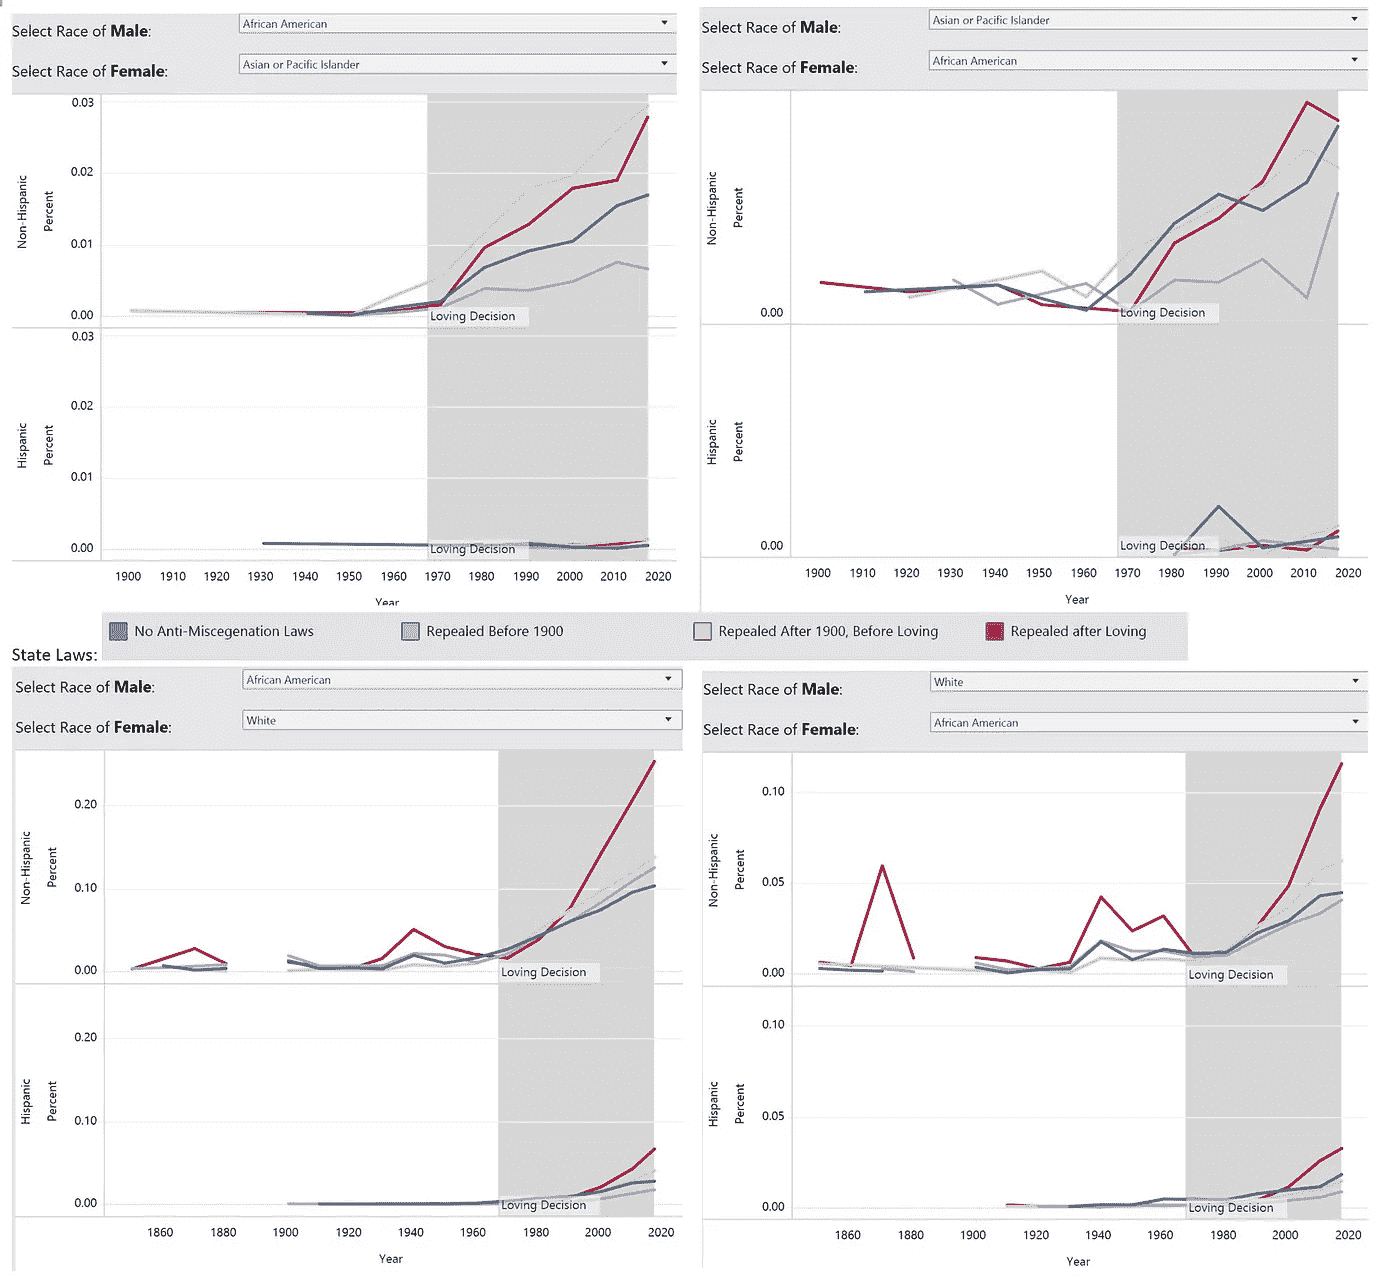 Select Race of Male: African American
Select Race of Female: Asian or Pacific Islander
Non-Hispanic
Percent
0.03
0.02
0.01
0.00
Loving Decision
Hispanic
Percent
0.03
0.02
0.01
0.00
Loving Decision
1900 1910 1920 1930 1940 1950 1960 1970 1980 1990 2000 2010 2020
Year
Select Race of Male: Asian or Pacific Islander
Select Race of Female: African American
Non-Hispanic
Percent
0.00
Loving Decision
Hispanic
Percent
0.00
Loving Decision
1900 1910 1920 1930 1940 1950 1960 1970 1980 1990 2000 2010 2020
Year
State Laws: No Anti-Miscegenation Laws Repealed Before 1900 Repealed After 1900, Before Loving Repealed after Loving
Select Race of Male: African American
Select Race of Female: White
Non-Hispanic
Percent
0.20
0.10
0.00
Loving Decision
Hispanic
Percent
0.20
0.10
0.00
Loving Decision
1860 1880 1900 1920 1940 1960 1980 2000 2020
Year
Select Race of Male: White
Select Race of Female: African American
Non-Hispanic
Percent
0.10
0.05
0.00
Loving Decision
Hispanic
Percent
0.10
0.05
0.00
Loving Decision
1860 1880 1900 1920 1940 1960 1980 2000 2020
Year